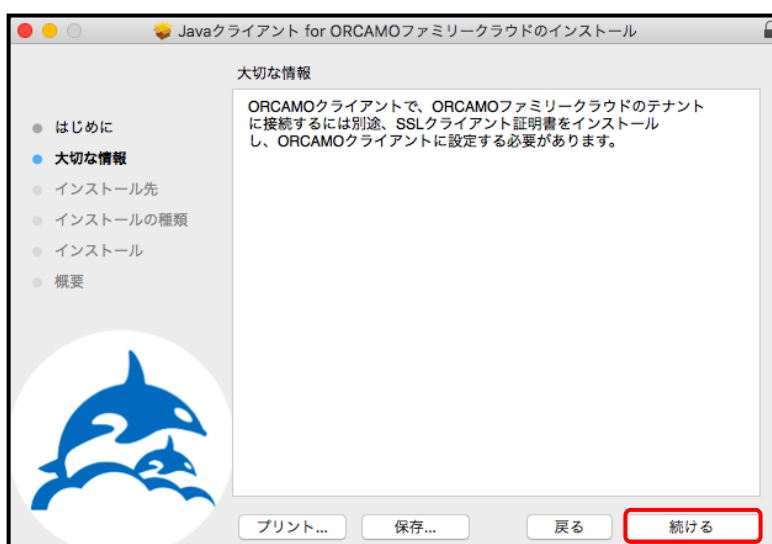 Javaクライアント for ORCAMOファミリークラウドのインストール
大切な情報
はじめに
大切な情報
インストール先
インストールの種類
インストール
概要
ORCAMOクライアントで、ORCAMOファミリークラウドのテナント
に接続するには別途、SSLクライアント証明書をインストール
し、ORCAMOクライアントに設定する必要があります。
プリント...
保存...
戻る
続ける